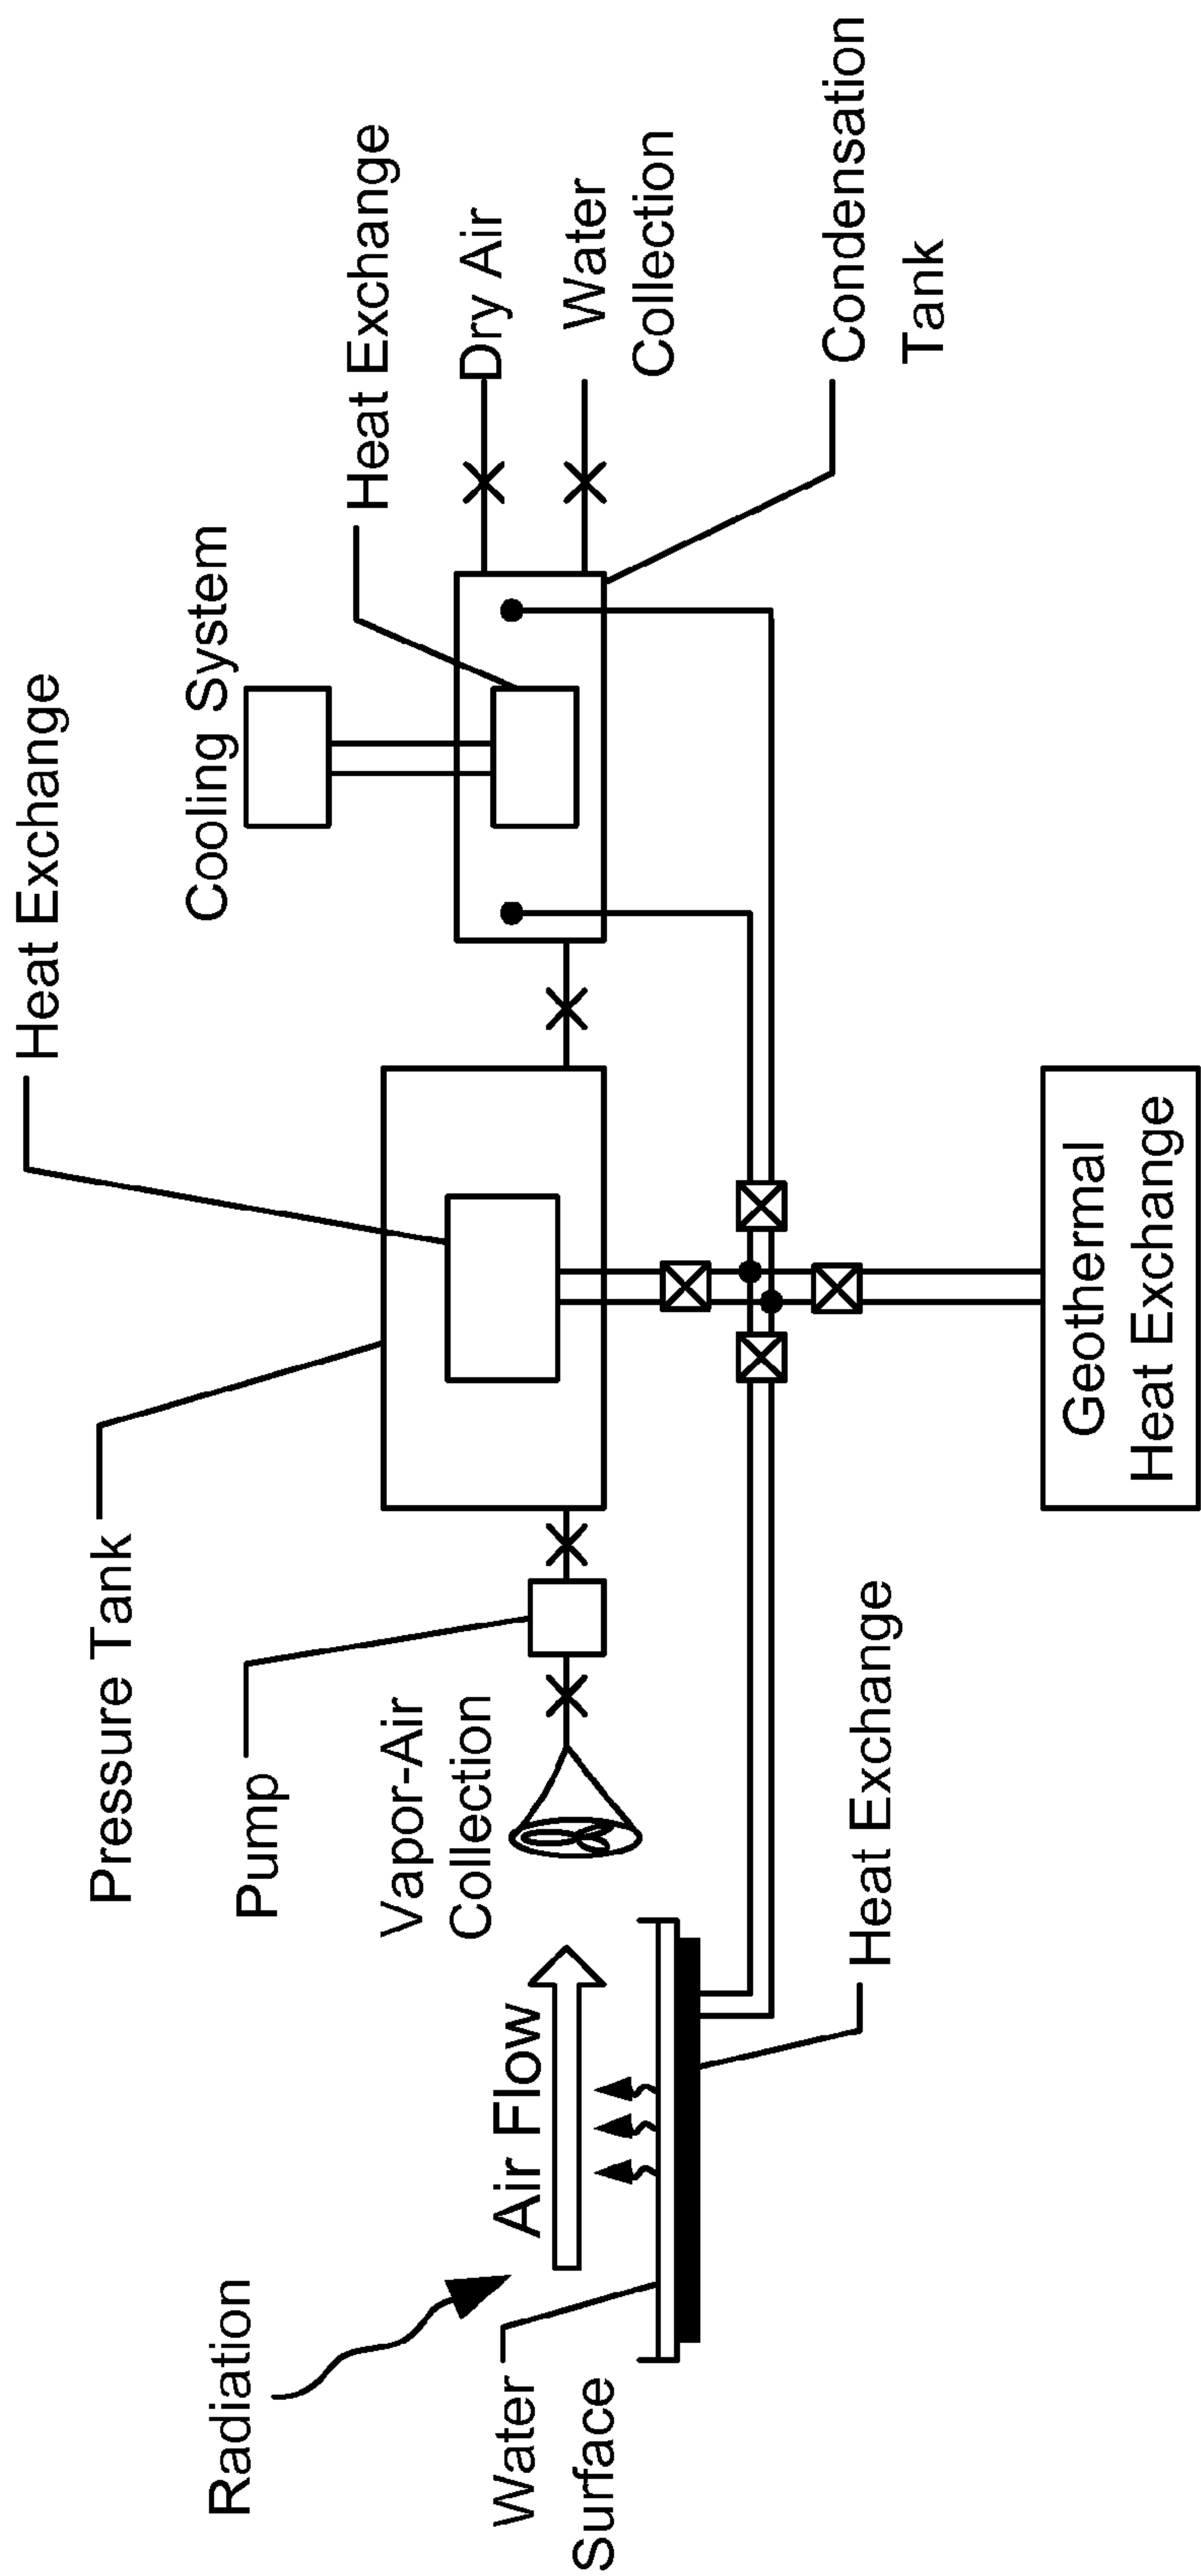 Heat Exchange
Cooling System
Heat Exchange
Dry Air
Water
Collection
Condensation
Tank
Pressure Tank
Pump
Vapor-Air
Collection
Radiation
Air Flow
Water
Surface
Heat Exchange
Geothermal
Heat Exchange